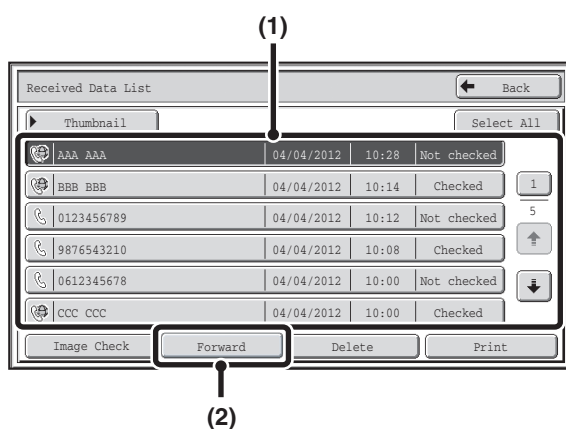 (1)
Received Data List Back
Thumbnail Select All
AAA AAA 04/04/2012 10:28 Not checked
BBB BBB 04/04/2012 10:14 Checked 1
0123456789 04/04/2012 10:12 Not checked 5
9876543210 04/04/2012 10:08 Checked
0612345678 04/04/2012 10:00 Not checked
CCC CCC 04/04/2012 10:00 Checked
Image Check Forward Delete Print
(2)